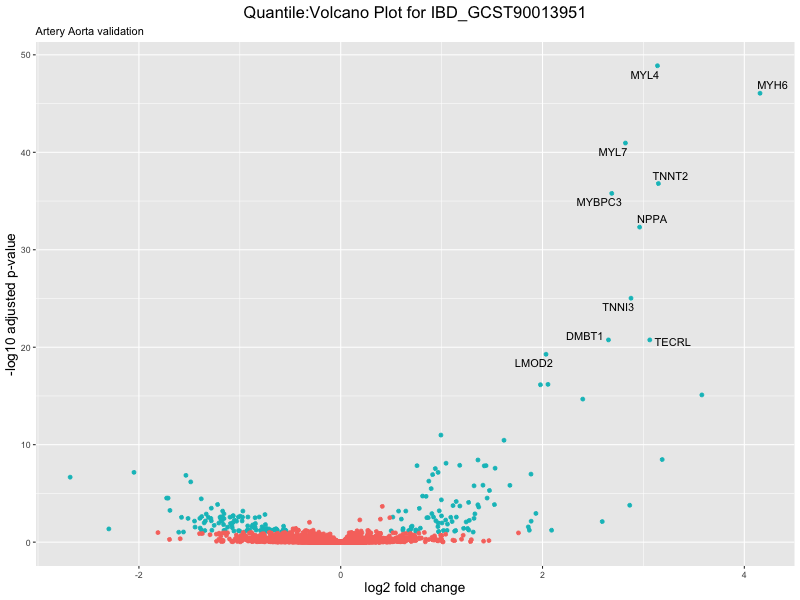 Quantile:Volcano Plot for IBD_GCST90013951
Artery Aorta validation
50
MYL4
MYH6
40
MYL7
TNNT2
MYBPC3
NPPA
30
TNNI3
DMBT1
TECRL
20
LMOD2
10
0
-2
0
2
4
log2 fold change
-log10 adjusted p-value